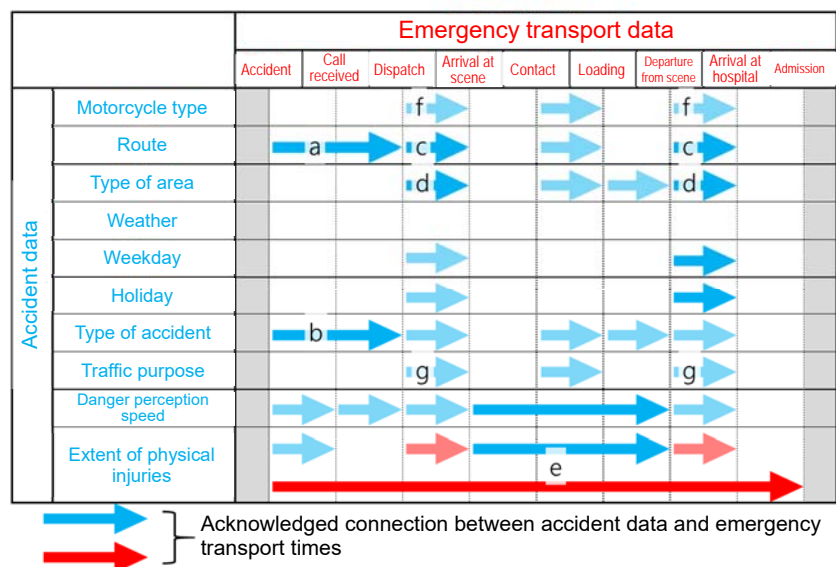 Emergency transport data
Accident
Call
received
Dispatch
Arrival at
scene
Contact
Loading
Departure
from scene
Arrival at
hospital
Admission
Accident data
Motorcycle type
f
f
Route
a
c
c
Type of area
d
d
Weather
Weekday
Holiday
Type of accident
b
Traffic purpose
g
g
Danger perception
speed
Extent of physical
injuries
e
Acknowledged connection between accident data and emergency
transport times